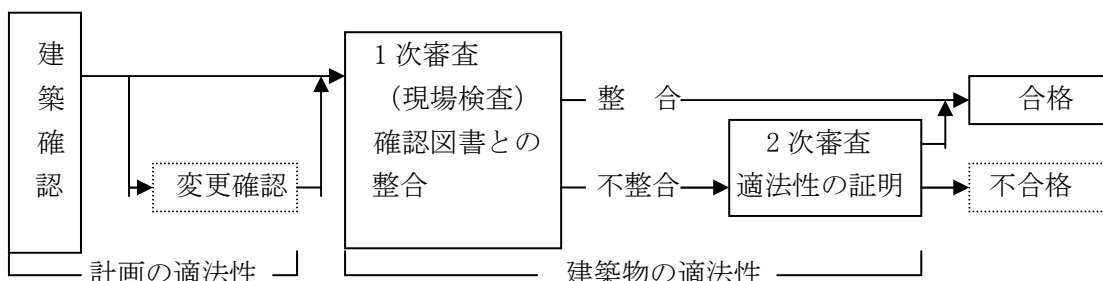 建築確認
変更確認
計画の適法性
1次審査
（現場検査）
確認図書との
整合
整　合
不整合
2次審査
適法性の証明
合格
不合格
建築物の適法性